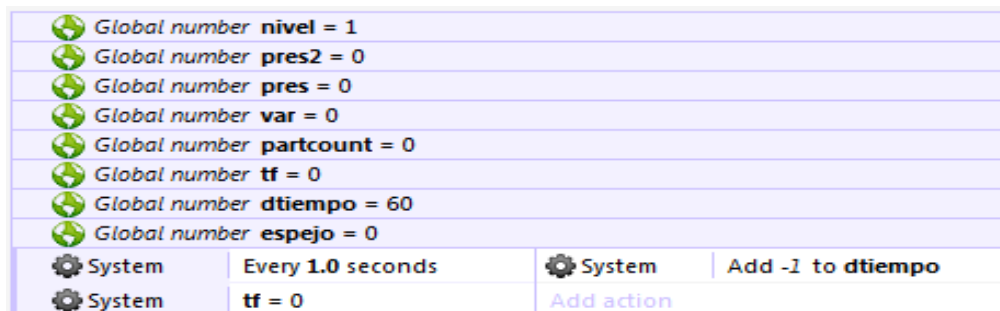 Global number nivel = 1
Global number pres2 = 0
Global number pres = 0
Global number var = 0
Global number partcount = 0
Global number tf = 0
Global number dtiempo = 60
Global number espejo = 0
System Every 1.0 seconds System Add -1 to dtiempo
System tf = 0 Add action